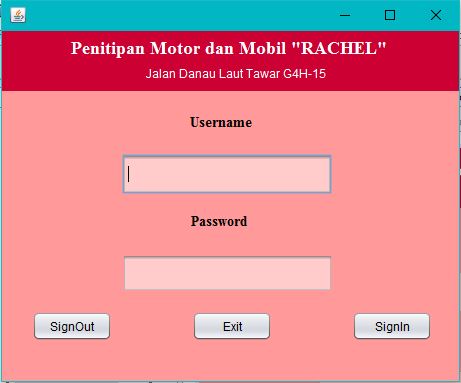 Penitipan Motor dan Mobil "RACHEL"
Jalan Danau Laut Tawar G4H-15
Username
Password
SignOut Exit SignIn